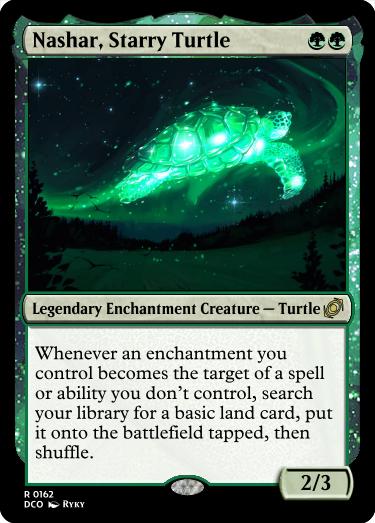 Nashar, Starry Turtle
Legendary Enchantment Creature — Turtle
Whenever an enchantment you
control becomes the target of a spell
or ability you don't control, search
your library for a basic land card, put
it onto the battlefield tapped, then
shuffle.
2/3
R 0162
DCO Ryky